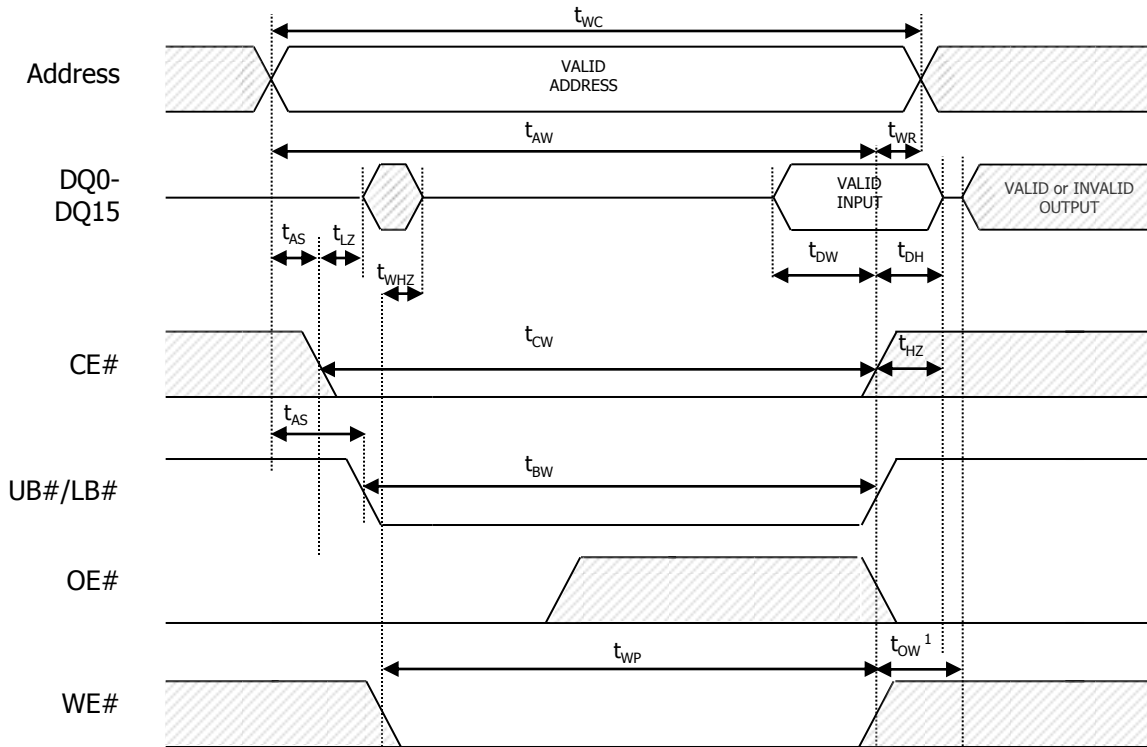 tWC
Address
VALID
ADDRESS
tAW
tWR
DQ0-
DQ15
VALID
INPUT
VALID or INVALID
OUTPUT
tAS
tLZ
tWHZ
tDW
tDH
CE#
tCW
tHZ
tAS
UB#/LB#
tBW
OE#
tWP
tOW 1
WE#